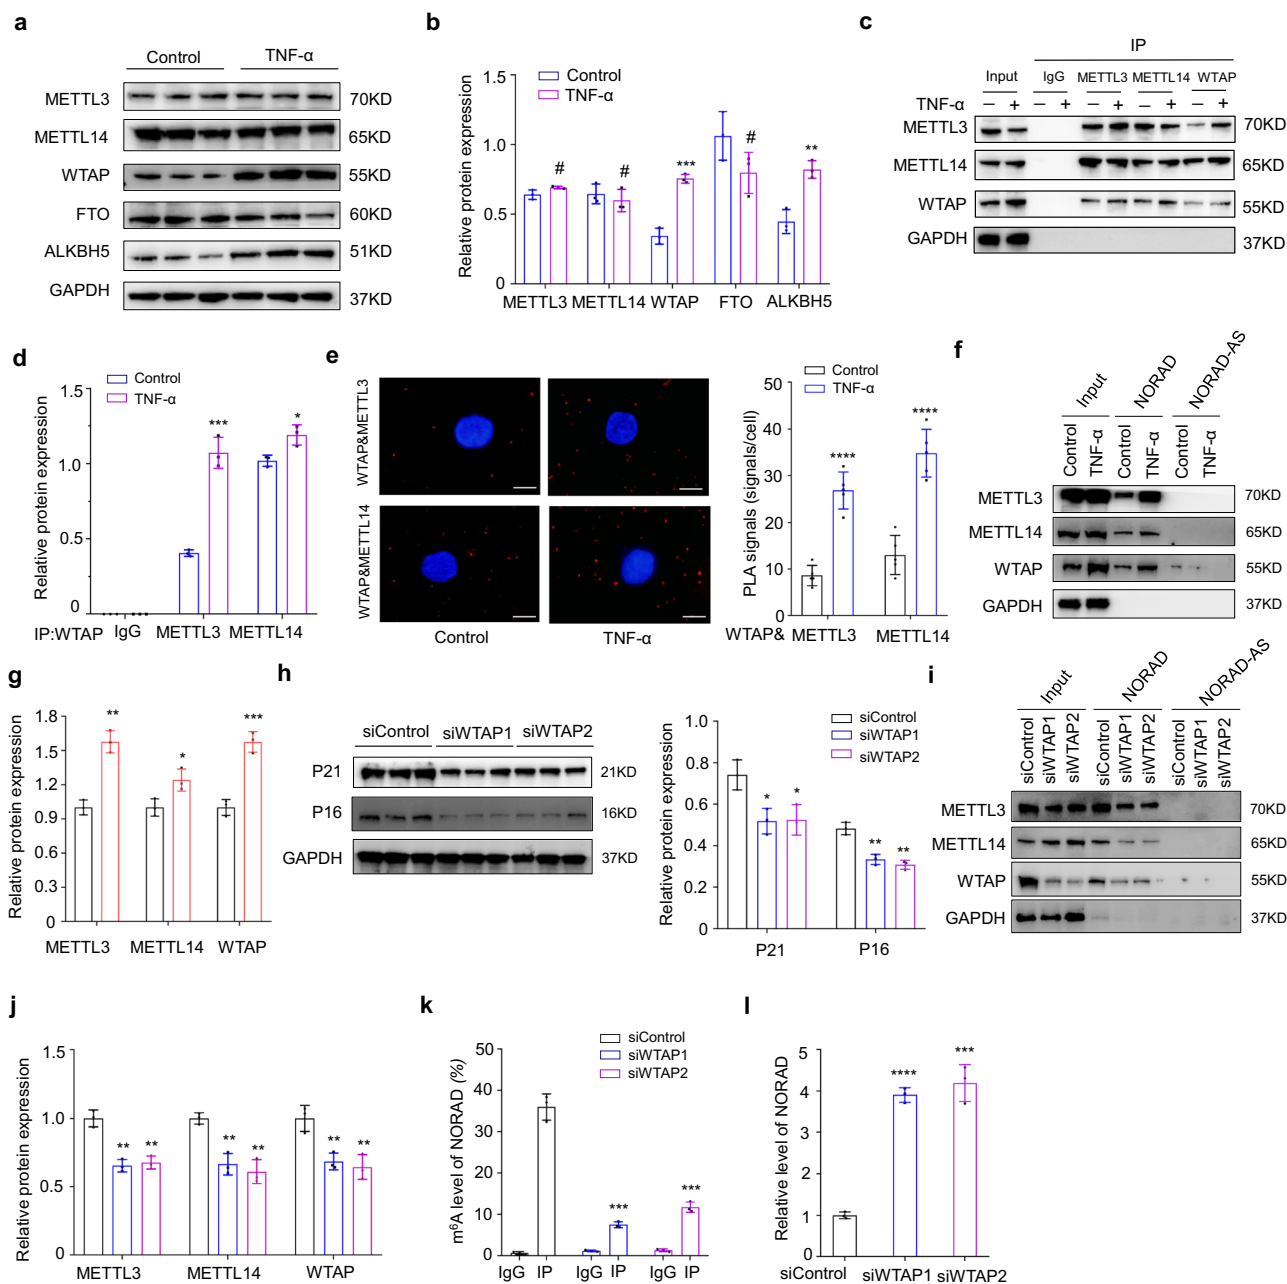 a
Control TNF-α
METTL3 70KD
METTL14 65KD
WTAP 55KD
FTO 60KD
ALKBH5 51KD
GAPDH 37KD
b
Relative protein expression
1.5
1.0
0.5
0
Control
TNF-α
# # *** # **
METTL3 METTL14 WTAP FTO ALKBH5
c
IP
Input IgG METTL3 METTL14 WTAP
TNF-α − + − + − + − + − +
METTL3 70KD
METTL14 65KD
WTAP 55KD
GAPDH 37KD
d
Relative protein expression
1.5
1.0
0.5
0
Control
TNF-α
*** *
IP:WTAP IgG METTL3 METTL14
e
WTAP&METTL3
WTAP&METTL14
Control TNF-α
PLA signals (signals/cell)
50
40
30
20
10
0
Control
TNF-α
**** ****
WTAP& METTL3 METTL14
f
Input NORAD NORAD-AS
Control TNF-α Control TNF-α Control TNF-α
METTL3 70KD
METTL14 65KD
WTAP 55KD
GAPDH 37KD
g
Relative protein expression
1.8
1.5
1.2
0.9
0.6
0.3
0
** * ***
METTL3 METTL14 WTAP
h
siControl siWTAP1 siWTAP2
P21 21KD
P16 16KD
GAPDH 37KD
Relative protein expression
1.0
0.8
0.6
0.4
0.2
0
siControl
siWTAP1
siWTAP2
* * ** **
P21 P16
i
Input NORAD NORAD-AS
siControl siWTAP1 siWTAP2 siControl siWTAP1 siWTAP2 siControl siWTAP1 siWTAP2
METTL3 70KD
METTL14 65KD
WTAP 55KD
GAPDH 37KD
j
Relative protein expression
1.5
1.0
0.5
0
** ** ** ** ** **
METTL3 METTL14 WTAP
k
m⁶A level of NORAD (%)
50
40
30
20
10
0
siControl
siWTAP1
siWTAP2
*** ***
IgG IP IgG IP IgG IP
l
Relative level of NORAD
5
4
3
2
1
0
**** ***
siControl siWTAP1 siWTAP2